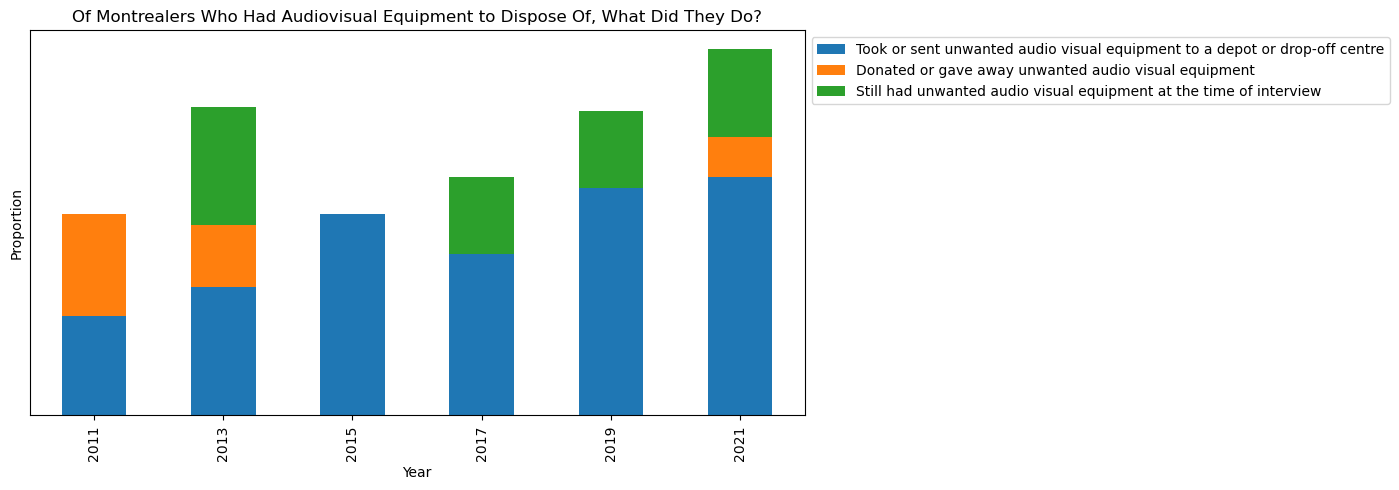 Of Montrealers Who Had Audiovisual Equipment to Dispose Of, What Did They Do?
Took or sent unwanted audio visual equipment to a depot or drop-off centre
Donated or gave away unwanted audio visual equipment
Still had unwanted audio visual equipment at the time of interview
Proportion
2011
2013
2015
2017
2019
2021
Year